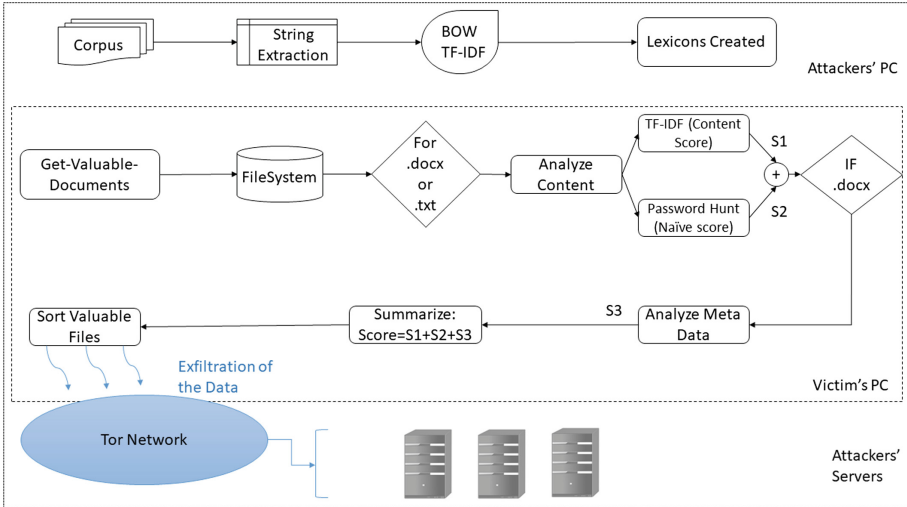 Corpus
String
Extraction
BOW
TF-IDF
Lexicons Created
Attackers' PC
Get-Valuable-
Documents
FileSystem
For
.docx
or
.txt
Analyze
Content
TF-IDF (Content
Score)
S1
+
Password Hunt
(Naïve score)
S2
IF
.docx
Sort Valuable
Files
Summarize:
Score=S1+S2+S3
S3
Analyze Meta
Data
Exfiltration of
the Data
Victim's PC
Tor Network
Attackers'
Servers